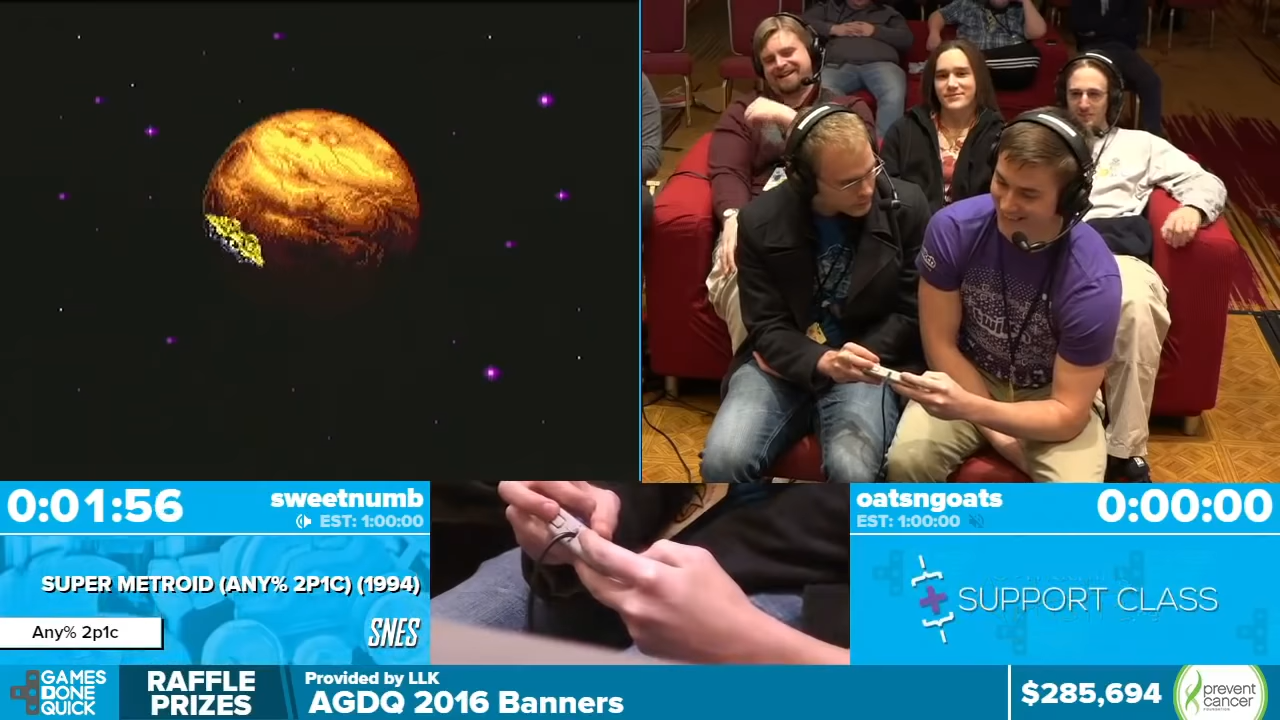 twitch
0:01:56
sweetnumb
EST: 1:00:00
SUPER METROID (ANY% 2P1C) (1994)
Any% 2p1c
SNES
oatsngoats
EST: 1:00:00
0:00:00
SUPPORT CLASS
GAMES
DONE
QUICK
RAFFLE
PRIZES
Provided by LLK
AGDQ 2016 Banners
$285,694
prevent
cancer